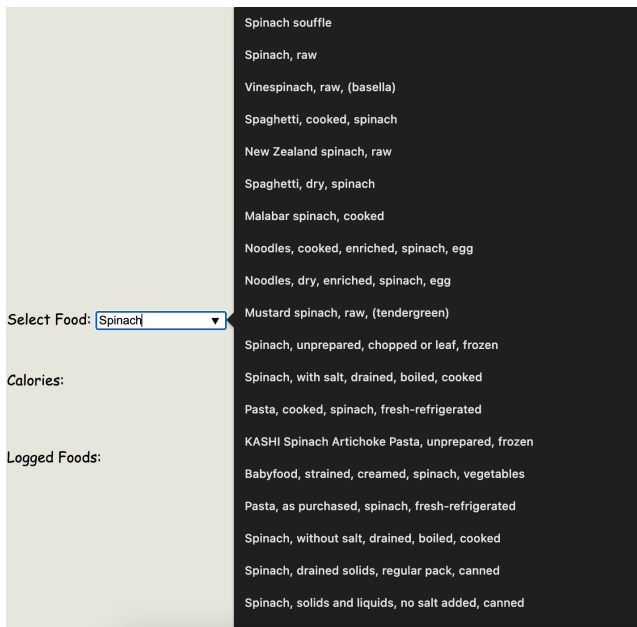 Select Food: Spinach
Calories:
Logged Foods:
Spinach souffle
Spinach, raw
Vinespinach, raw, (basella)
Spaghetti, cooked, spinach
New Zealand spinach, raw
Spaghetti, dry, spinach
Malabar spinach, cooked
Noodles, cooked, enriched, spinach, egg
Noodles, dry, enriched, spinach, egg
Mustard spinach, raw, (tendergreen)
Spinach, unprepared, chopped or leaf, frozen
Spinach, with salt, drained, boiled, cooked
Pasta, cooked, spinach, fresh-refrigerated
KASHI Spinach Artichoke Pasta, unprepared, frozen
Babyfood, strained, creamed, spinach, vegetables
Pasta, as purchased, spinach, fresh-refrigerated
Spinach, without salt, drained, boiled, cooked
Spinach, drained solids, regular pack, canned
Spinach, solids and liquids, no salt added, canned